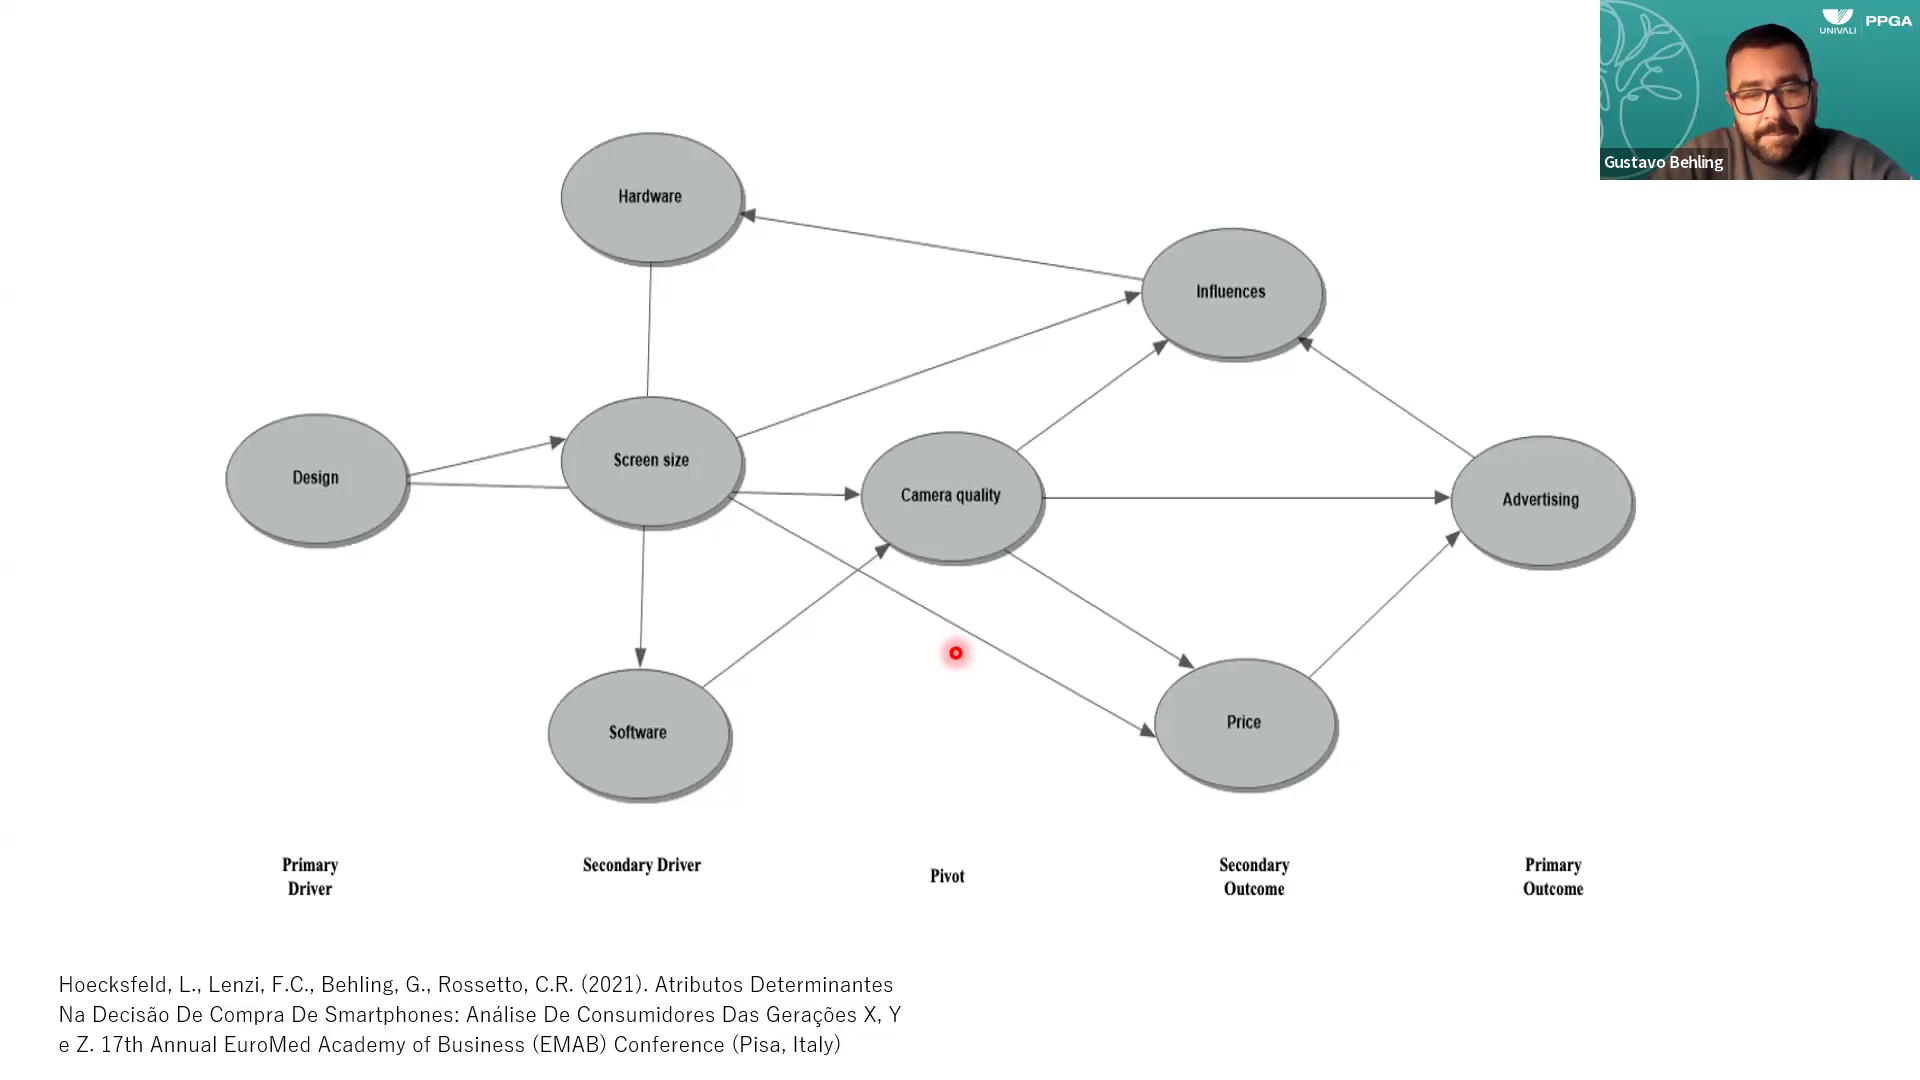 UNIVALI
PPGA
Gustavo Behling
Hardware
Influences
Screen size
Design
Camera quality
Advertising
Software
Price
Primary
Driver
Secondary Driver
Pivot
Secondary
Outcome
Primary
Outcome
Hoecksfeld, L., Lenzi, F.C., Behling, G., Rossetto, C.R. (2021). Atributos Determinantes
Na Decisão De Compra De Smartphones: Análise De Consumidores Das Gerações X, Y
e Z. 17th Annual EuroMed Academy of Business (EMAB) Conference (Pisa, Italy)